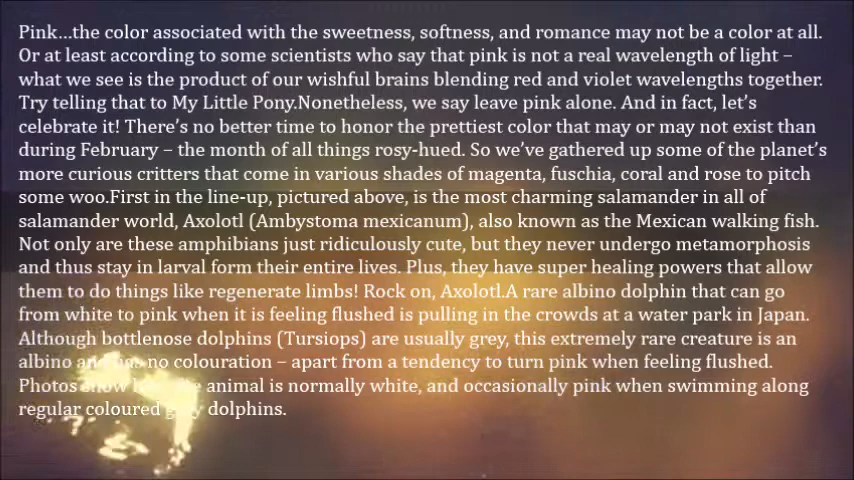 Pink...the color associated with the sweetness, softness, and romance may not be a color at all.
Or at least according to some scientists who say that pink is not a real wavelength of light –
what we see is the product of our wishful brains blending red and violet wavelengths together.
Try telling that to My Little Pony.Nonetheless, we say leave pink alone. And in fact, let's
celebrate it! There's no better time to honor the prettiest color that may or may not exist than
during February – the month of all things rosy-hued. So we've gathered up some of the planet's
more curious critters that come in various shades of magenta, fuschia, coral and rose to pitch
some woo.First in the line-up, pictured above, is the most charming salamander in all of
salamander world, Axolotl (Ambystoma mexicanum), also known as the Mexican walking fish.
Not only are these amphibians just ridiculously cute, but they never undergo metamorphosis
and thus stay in larval form their entire lives. Plus, they have super healing powers that allow
them to do things like regenerate limbs! Rock on, Axolotl.A rare albino dolphin that can go
from white to pink when it is feeling flushed is pulling in the crowds at a water park in Japan.
Although bottlenose dolphins (Tursiops) are usually grey, this extremely rare creature is an
albino and has no colouration – apart from a tendency to turn pink when feeling flushed.
Photos show animal is normally white, and occasionally pink when swimming along
regular coloured grey dolphins.